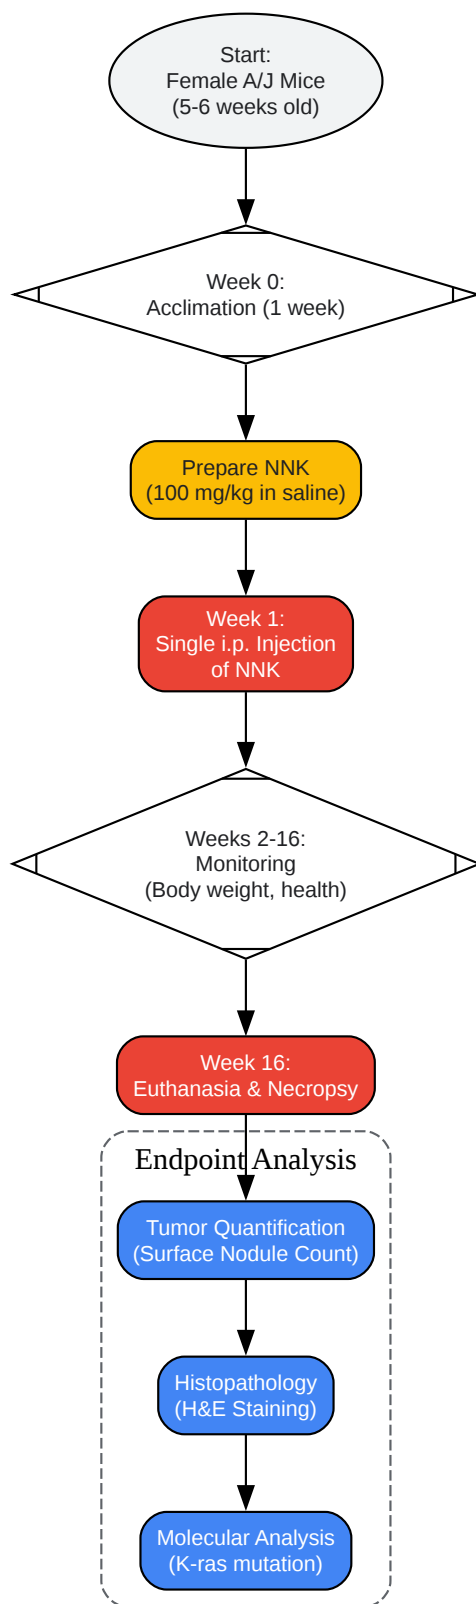 Start:
Female A/J Mice
(5-6 weeks old)
Week 0:
Acclimation (1 week)
Prepare NNK
(100 mg/kg in saline)
Week 1:
Single i.p. Injection
of NNK
Weeks 2-16:
Monitoring
(Body weight, health)
Week 16:
Euthanasia & Necropsy
Endpoint Analysis
Tumor Quantification
(Surface Nodule Count)
Histopathology
(H&E Staining)
Molecular Analysis
(K-ras mutation)